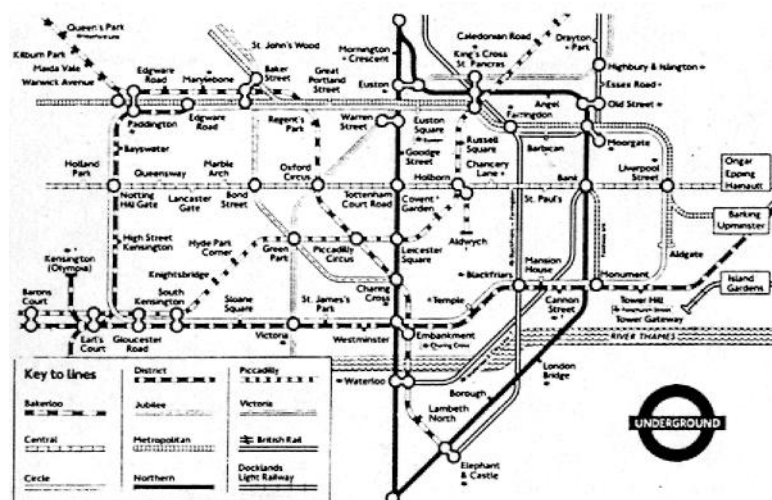 Queen's Park
Kilburn Park
Maida Vale
Warwick Avenue
Edgware
Road
Marylebone
St. John's Wood
Baker
Street
Great
Portland
Street
Mornington
Crescent
Euston
Caledonian Road
King's Cross
St Pancras
Drayton
Park
Highbury & Islington
Essex Road
Old Street
Angel
Farringdon
Paddington
Edgware
Road
Regent's
Park
Warren
Street
Euston
Square
Barbican
Moorgate
Bayswater
Goodge
Street
Russell
Square
Holland
Park
Queensway
Marble
Arch
Oxford
Circus
Holborn
Chancery
Lane
Liverpool
Street
Ongar
Epping
Hainault
Notting
Hill Gate
Lancaster
Gate
Bond
Street
Tottenham
Court Road
Covent
Garden
St. Paul's
Bank
Barking
Upminster
High Street
Kensington
Hyde Park
Corner
Green
Park
Piccadilly
Circus
Leicester
Square
Aldwych
Mansion
House
Aldgate
Kensington
(Olympia)
Knightsbridge
Blackfriars
Monument
Island
Gardens
Barons
Court
South
Kensington
Sloane
Square
St. James's
Park
Charing
Cross
Temple
Cannon
Street
Tower Hill
Fenchurch Street
Tower Gateway
Earl's
Court
Gloucester
Road
Victoria
Westminster
Embankment
Charing Cross
RIVER THAMES
Waterloo
London
Bridge
Borough
Lambeth
North
Elephant
& Castle
Key to lines
Bakerloo
Central
Circle
District
Jubilee
Metropolitan
Northern
Piccadilly
Victoria
British Rail
Docklands
Light Railway
UNDERGROUND